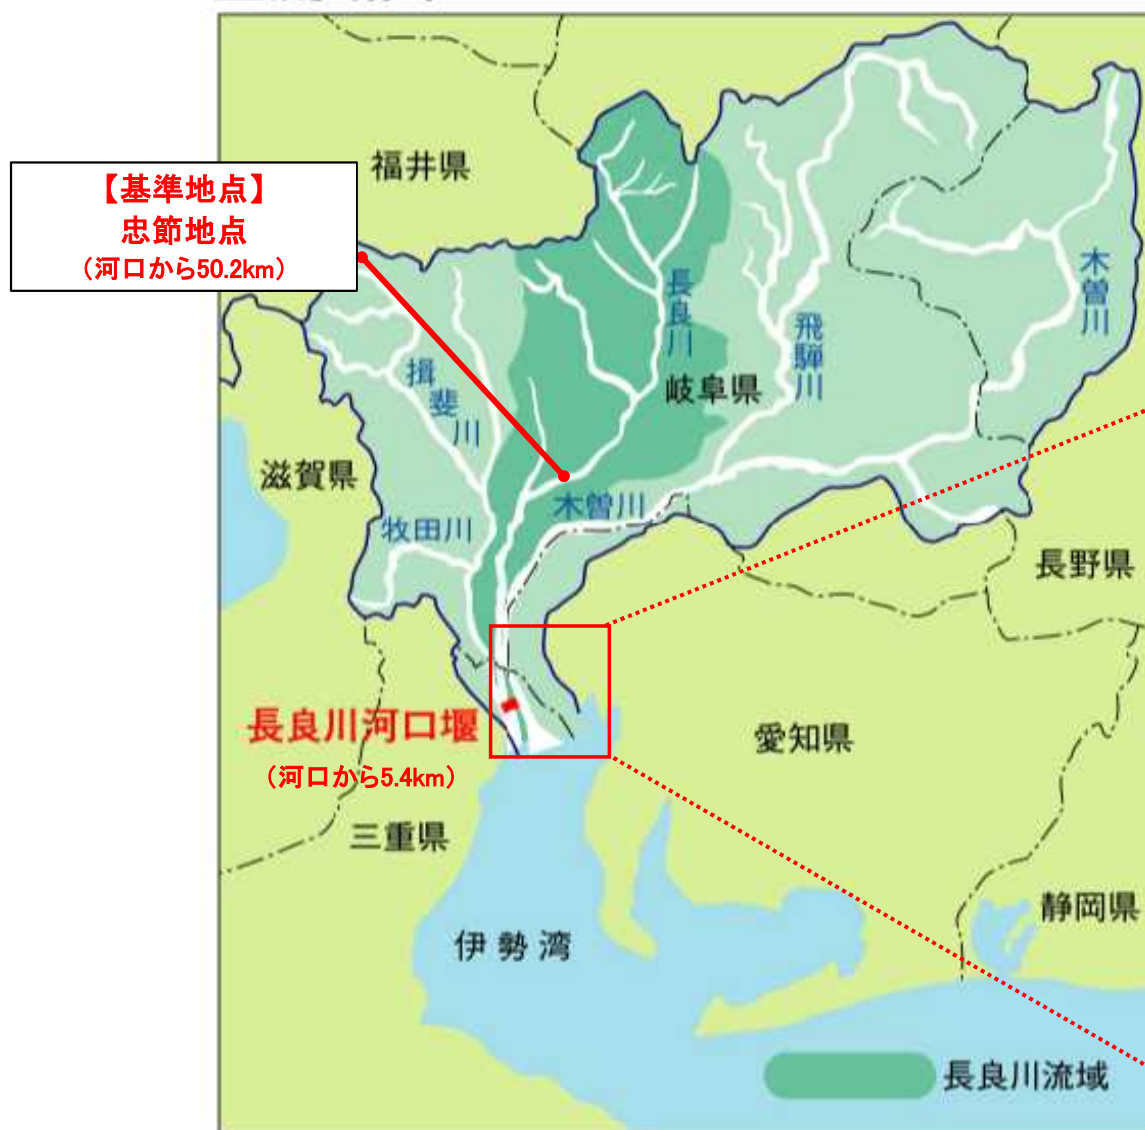 福井県
【基準地点】
忠節地点
（河口から50.2km）
木曽川
長良川
飛騨川
岐阜県
揖斐川
滋賀県
木曽川
牧田川
長野県
長良川河口堰
（河口から5.4km）
愛知県
三重県
静岡県
伊勢湾
長良川流域